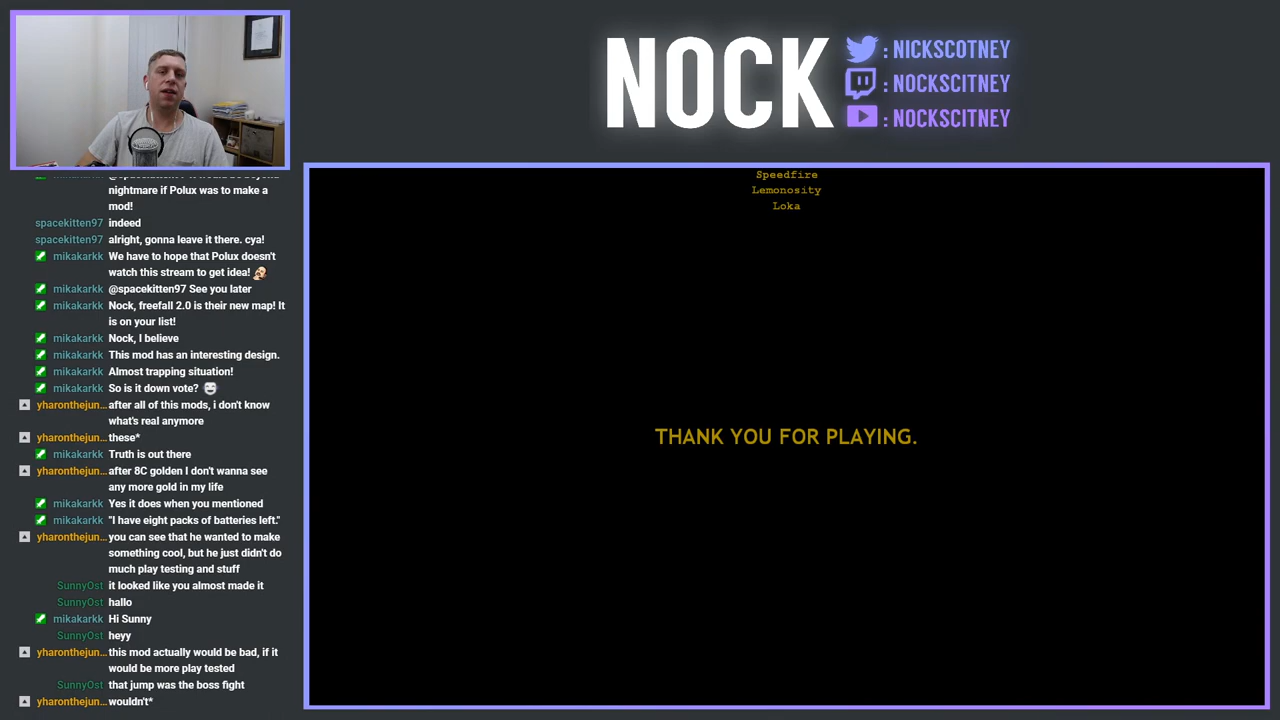 NOCK
: NICKSCOTNEY
: NOCKSCITNEY
: NOCKSCITNEY
nightmare if Polux was to make a
mod!
spacekitten97 indeed
spacekitten97 alright, gonna leave it there. cya!
mikakarkk We have to hope that Polux doesn't
watch this stream to get idea!
mikakarkk @spacekitten97 See you later
mikakarkk Nock, freefall 2.0 is their new map! It
is on your list!
mikakarkk Nock, I believe
mikakarkk This mod has an interesting design.
mikakarkk Almost trapping situation!
mikakarkk So is it down vote?
yharonthejun... after all of this mods, i don't know
what's real anymore
yharonthejun... these*
mikakarkk Truth is out there
yharonthejun... after 8C golden I don't wanna see
any more gold in my life
mikakarkk Yes it does when you mentioned
mikakarkk "I have eight packs of batteries left."
yharonthejun... you can see that he wanted to make
something cool, but he just didn't do
much play testing and stuff
SunnyOst it looked like you almost made it
SunnyOst hallo
mikakarkk Hi Sunny
SunnyOst heyy
yharonthejun... this mod actually would be bad, if it
would be more play tested
SunnyOst that jump was the boss fight
yharonthejun... wouldn't*
Speedfire
Lemonosity
Loka
THANK YOU FOR PLAYING.